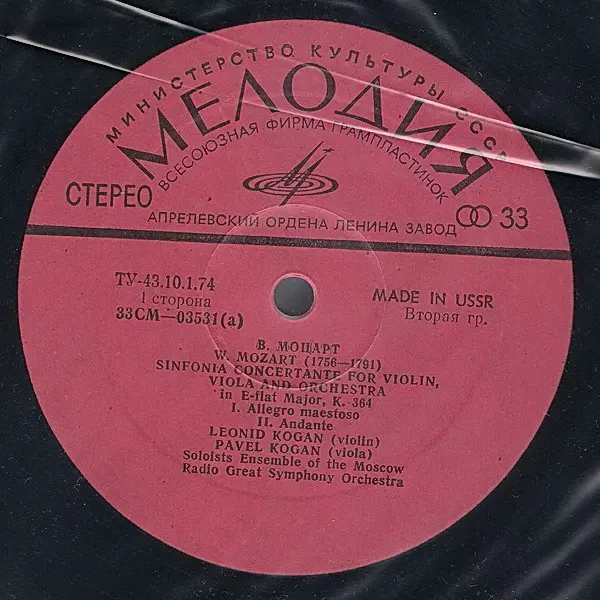 МИНИСТЕРСТВО КУЛЬТУРЫ СССР
МЕЛОДИЯ
ВСЕСОЮЗНАЯ ФИРМА ГРАМПЛАСТИНОК
СТЕРЕО
33
АПРЕЛЕВСКИЙ ОРДЕНА ЛЕНИНА ЗАВОД
ТУ-43.10.1.74
1 сторона
33СМ—03531(а)
MADE IN USSR
Вторая гр.
В. МОЦАРТ
W. MOZART (1756—1791)
SINFONIA CONCERTANTE FOR VIOLIN,
VIOLA AND ORCHESTRA
in E-flat Major, K. 364
I. Allegro maestoso
II. Andante
LEONID KOGAN (violin)
PAVEL KOGAN (viola)
Soloists Ensemble of the Moscow
Radio Great Symphony Orchestra